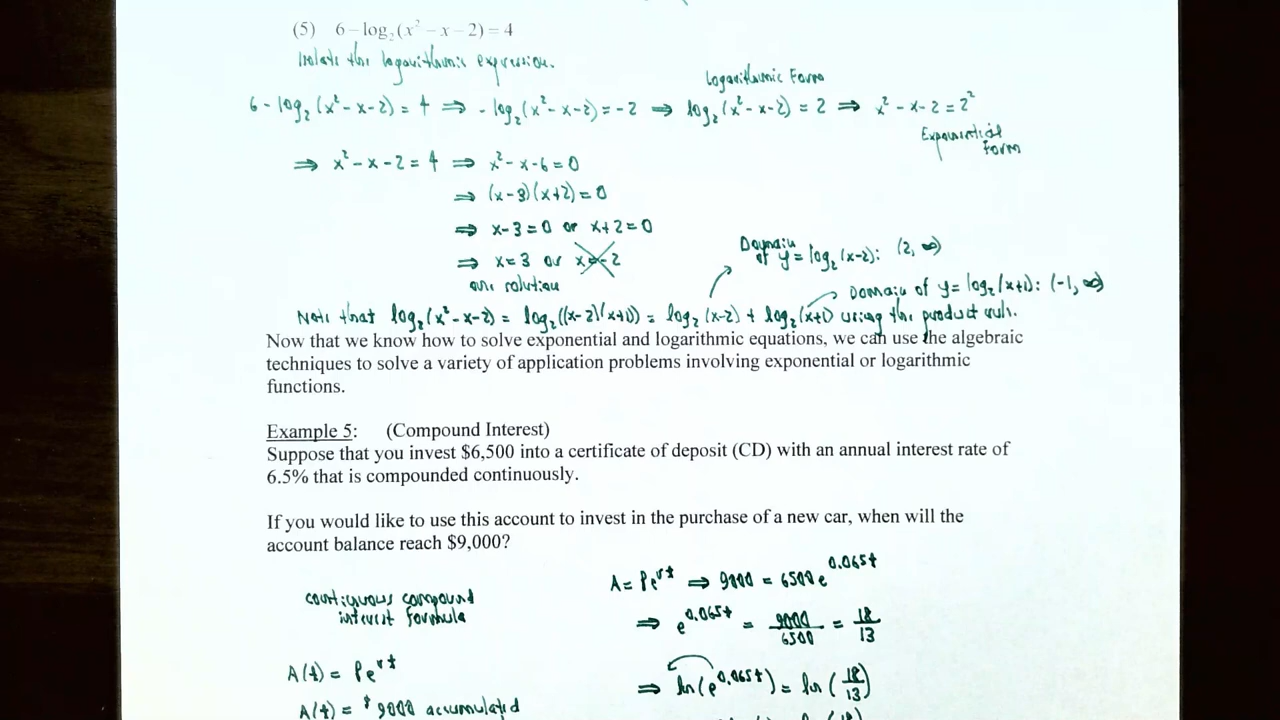 (5) 6 – log₂(x² – x – 2) = 4
Isolate the logarithmic expression.
Logarithmic Form
6 - log₂(x² - x - 2) = 4 ⟹ - log₂(x² - x - 2) = -2 ⟹ log₂(x² - x - 2) = 2 ⟹ x² - x - 2 = 2²
Exponential
Form
⟹ x² - x - 2 = 4 ⟹ x² - x - 6 = 0
⟹ (x - 3)(x + 2) = 0
⟹ x - 3 = 0 or x + 2 = 0
Domain
of y = log₂(x-2): (2, ∞)
⟹ x = 3 or x = -2
one solution
Domain of y = log₂(x+1): (-1, ∞)
Note that log₂(x² - x - 2) = log₂((x-2)(x+1)) = log₂(x-2) + log₂(x+1) using the product rule.
Now that we know how to solve exponential and logarithmic equations, we can use the algebraic
techniques to solve a variety of application problems involving exponential or logarithmic
functions.
Example 5: (Compound Interest)
Suppose that you invest $6,500 into a certificate of deposit (CD) with an annual interest rate of
6.5% that is compounded continuously.
If you would like to use this account to invest in the purchase of a new car, when will the
account balance reach $9,000?
A = Pe^rt ⟹ 9000 = 6500 e^0.065t
continuous compound
interest formula
⟹ e^0.065t = 9000/6500 = 18/13
A(t) = Pe^rt
⟹ ln(e^0.065t) = ln(18/13)
A(t) = $9000 accumulated